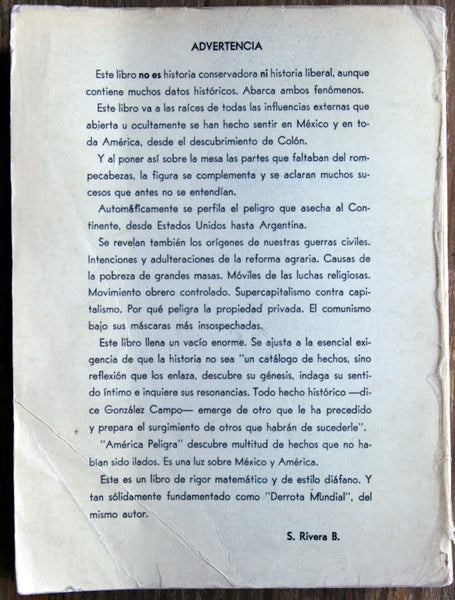 ADVERTENCIA
Este libro no es historia conservadora ni historia liberal, aunque
contiene muchos datos históricos. Abarca ambos fenómenos.
Este libro va a las raíces de todas las influencias externas que
abierta u ocultamente se han hecho sentir en México y en to-
da América, desde el descubrimiento de Colón.
Y al poner así sobre la mesa las partes que faltaban del rom-
pecabezas, la figura se complementa y se aclaran muchos su-
cesos que antes no se entendían.
Automáticamente se perfila el peligro que asecha al Con-
tinente, desde Estados Unidos hasta Argentina.
Se revelan también los orígenes de nuestras guerras civiles.
Intenciones y adulteraciones de la reforma agraria. Causas de
la pobreza de grandes masas. Móviles de las luchas religiosas.
Movimiento obrero controlado. Supercapitalismo contra capi-
talismo. Por qué peligra la propiedad privada. El comunismo
bajo sus máscaras más insospechadas.
Este libro llena un vacío enorme. Se ajusta a la esencial exi-
gencia de que la historia no sea "un catálogo de hechos, sino
reflexión que los enlaza, descubre su génesis, indaga su senti-
do íntimo e inquiere sus resonancias. Todo hecho histórico —di-
ce González Campo— emerge de otro que le ha precedido
y prepara el surgimiento de otros que habrán de sucederle".
"América Peligra" descubre multitud de hechos que no ha-
bían sido ilados. Es una luz sobre México y América.
Este es un libro de rigor matemático y de estilo diáfano. Y
tan sólidamente fundamentado como "Derrota Mundial", del
mismo autor.
S. Rivera B.